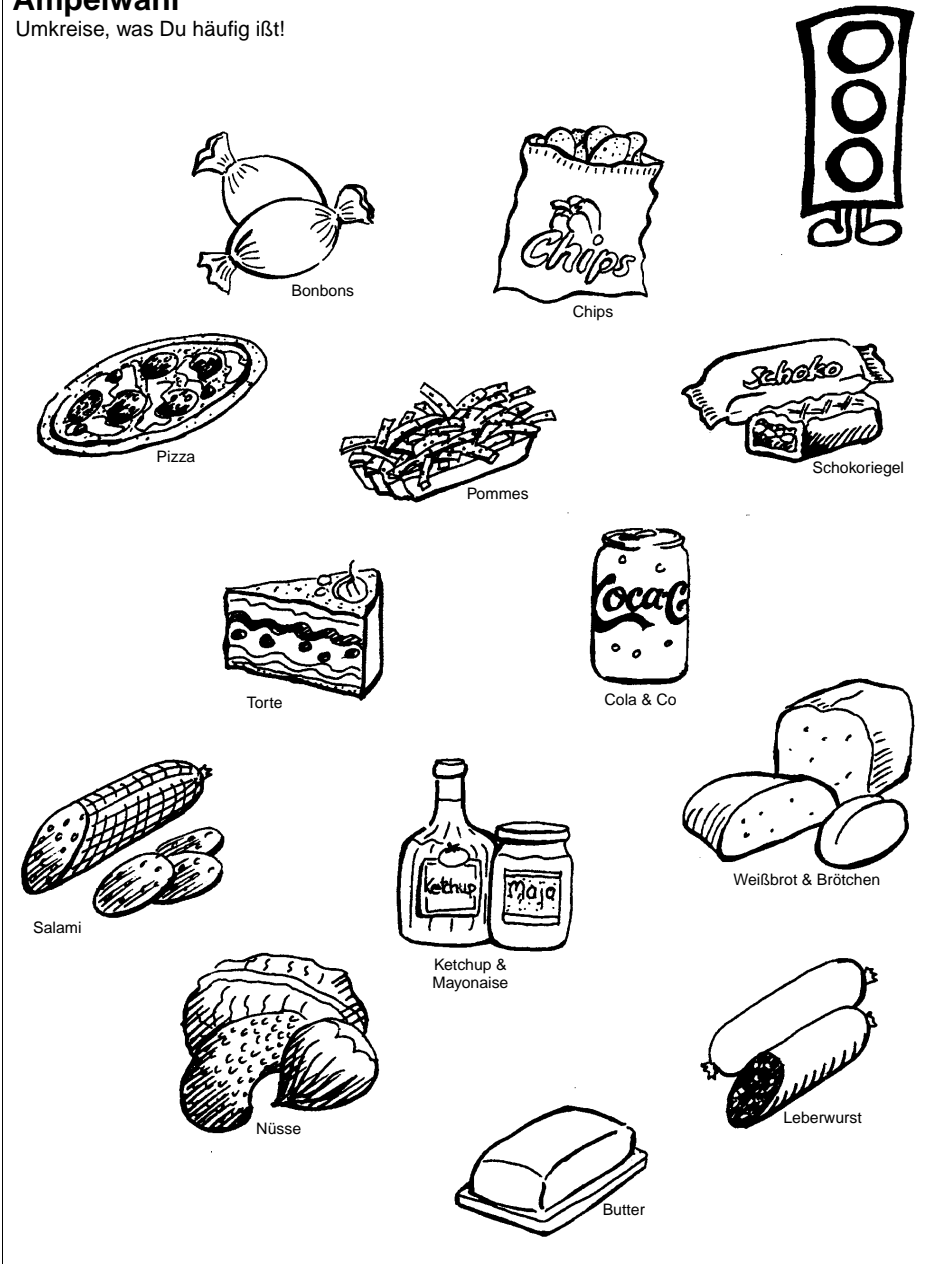 Ampelwahl
Umkreise, was Du häufig ißt!
Chips
Bonbons
Chips
Schoko
Pizza
Pommes
Schokoriegel
Coca-C
Torte
Cola & Co
Ketchup
Maja
Weißbrot & Brötchen
Salami
Ketchup &
Mayonaise
Nüsse
Leberwurst
Butter